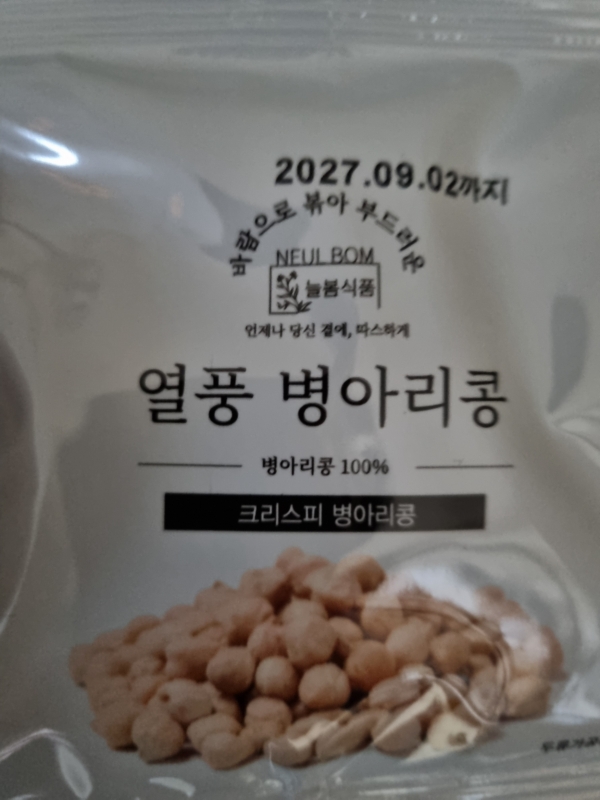 2027.09.02까지
바람으로 볶아 부드러운
NEUL BOM
늘봄식품
언제나 당신 곁에, 따스하게
열풍 병아리콩
병아리콩 100%
크리스피 병아리콩